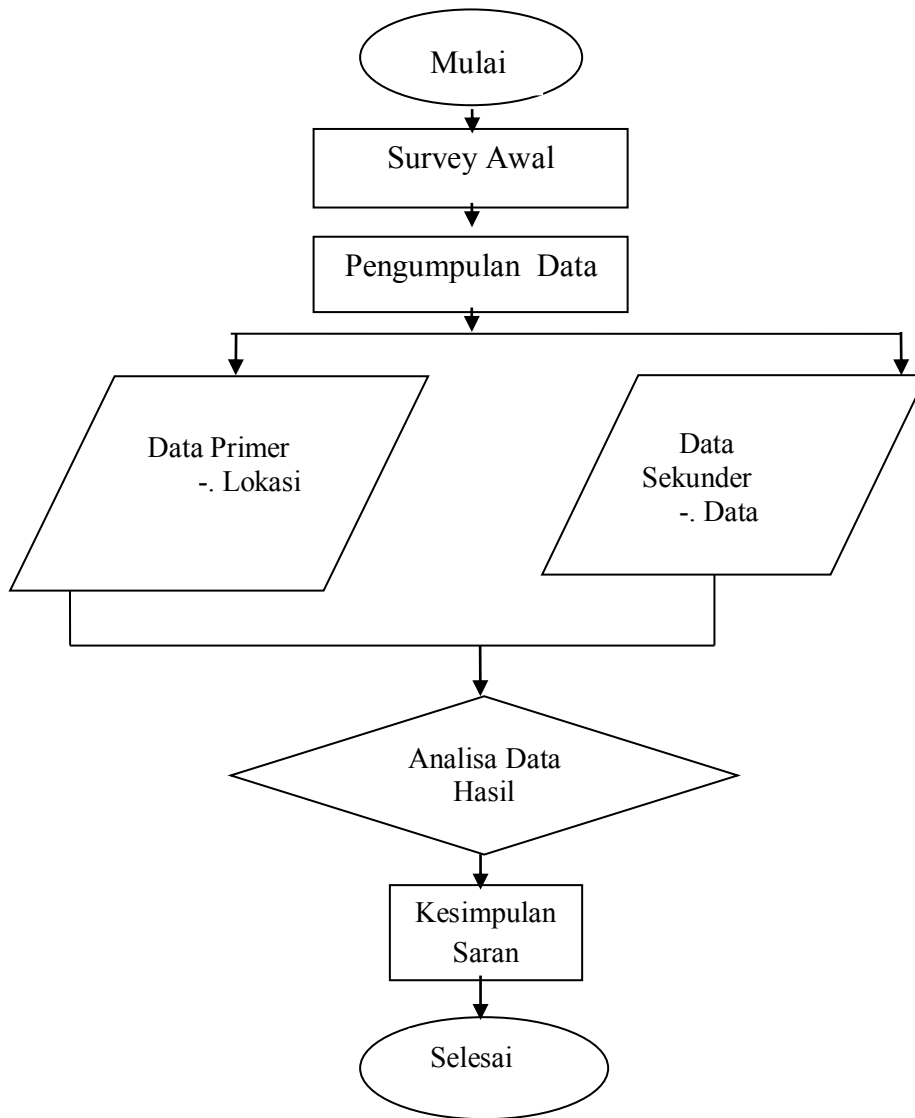 Mulai
Survey Awal
Pengumpulan Data
Data Primer
-. Lokasi
Data
Sekunder
-. Data
Analisa Data
Hasil
Kesimpulan
Saran
Selesai